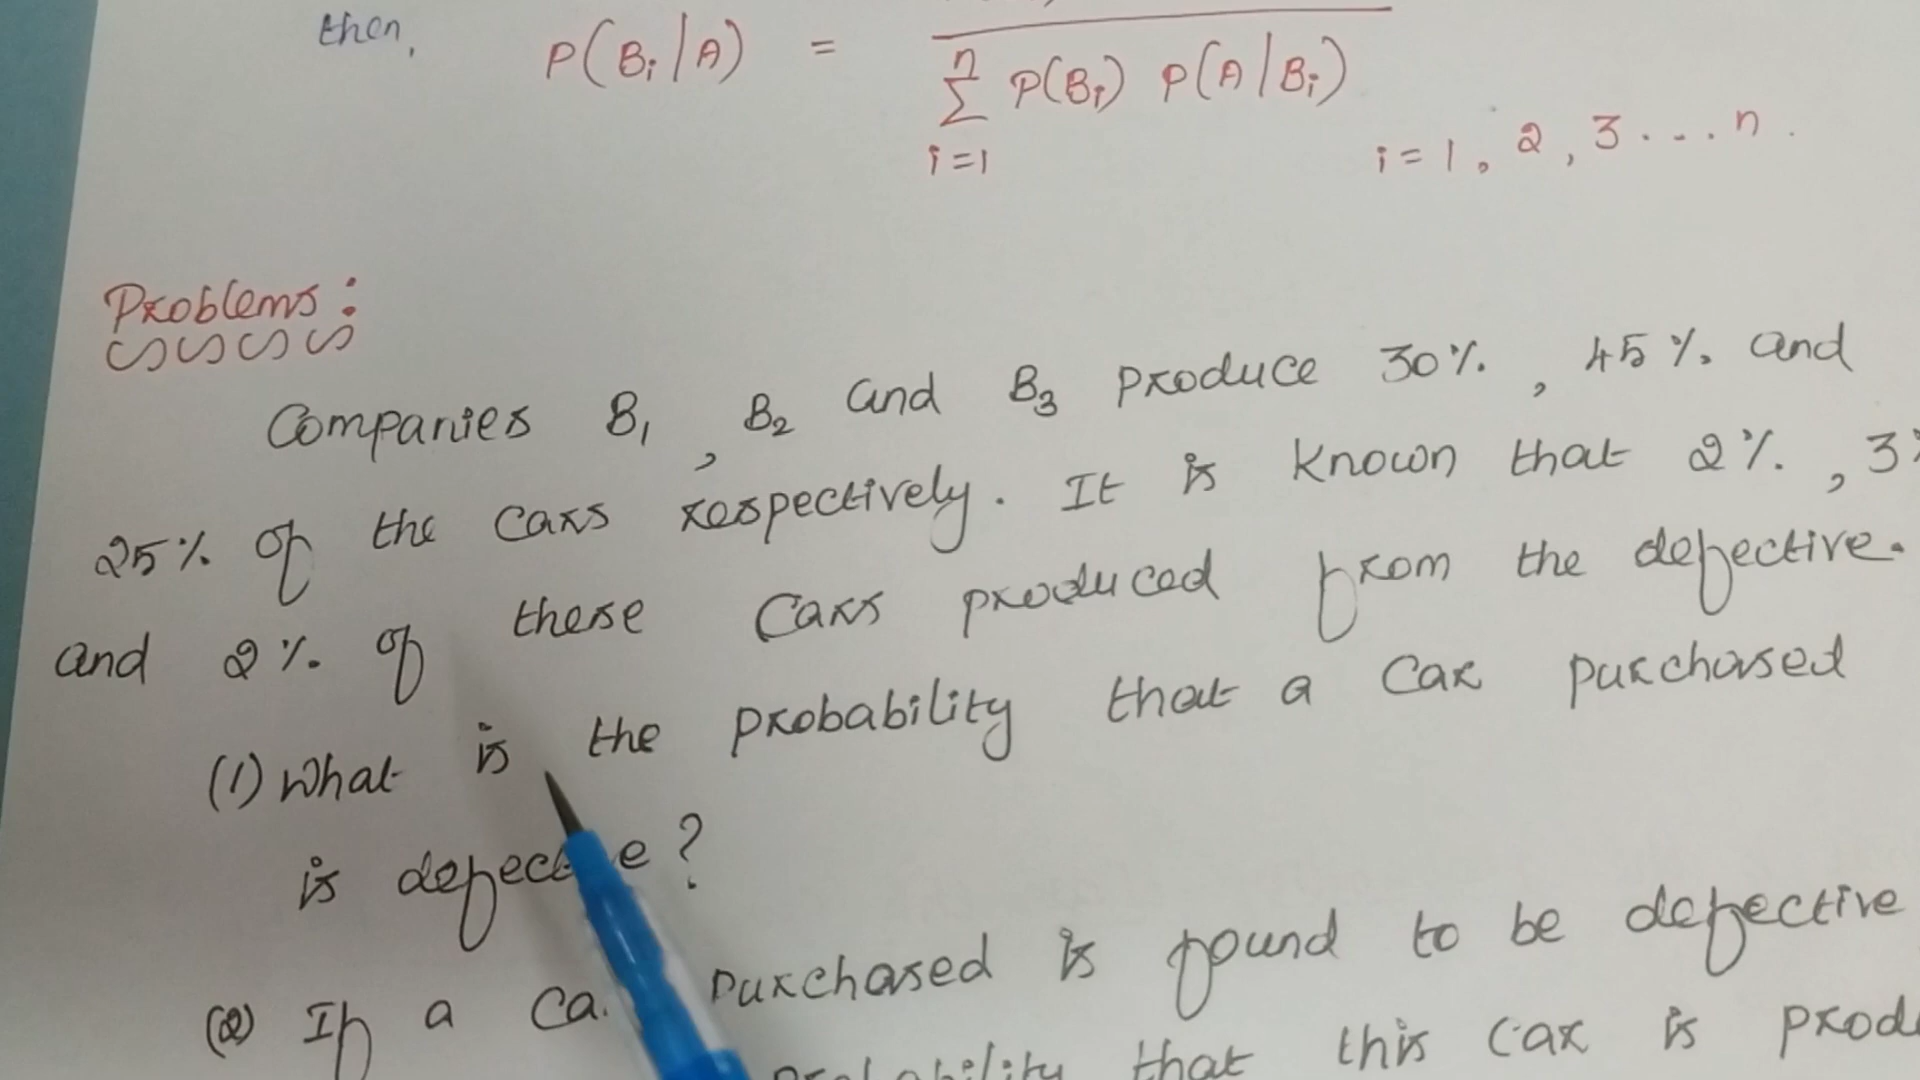 then, P(Bi/A) =
n
Σ P(Bi) P(A/Bi)
i=1
i=1, 2, 3...n.
Problems:
Companies B1, B2 and B3 produce 30%, 45% and
25% of the cars respectively. It is known that 2%, 3%
and 2% of these cars produced from the defective.
(1) What is the probability that a car purchased
is defective?
(2) If a purchased is found to be defective
that this car is